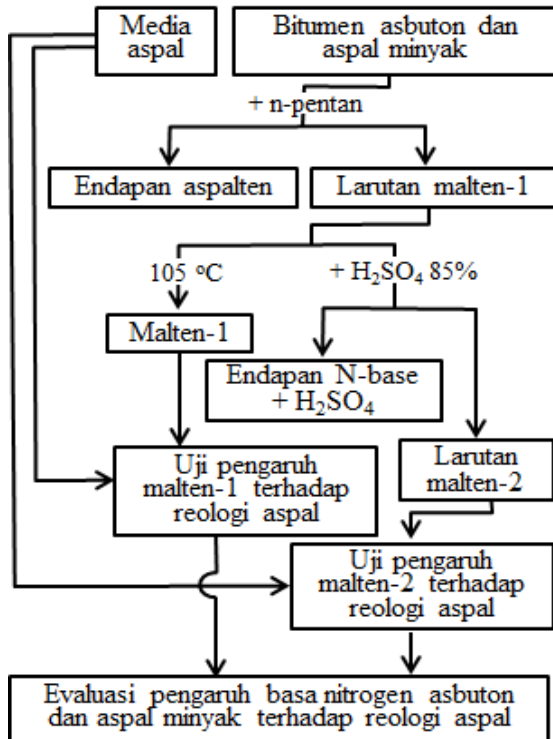 Media
aspal
Bitumen asbuton dan
aspal minyak
+ n-pentan
Endapan aspalten
Larutan malten-1
105 °C
+ H₂SO₄ 85%
Malten-1
Endapan N-base
+ H₂SO₄
Uji pengaruh
malten-1 terhadap
reologi aspal
Larutan
malten-2
Uji pengaruh
malten-2 terhadap
reologi aspal
Evaluasi pengaruh basa nitrogen asbuton
dan aspal minyak terhadap reologi aspal